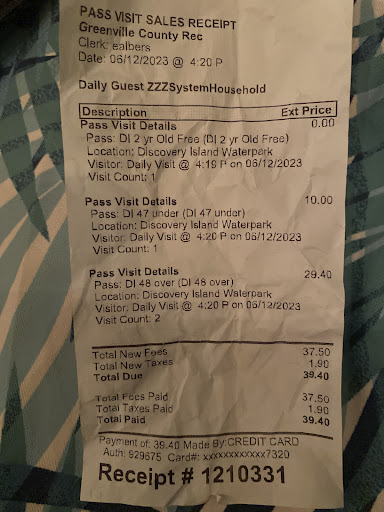 PASS VISIT SALES RECEIPT
Greenville County Rec
Clerk: ealbers
Date: 06/12/2023 @ 4:20 P
Daily Guest ZZZSystemHousehold
Description Ext Price
Pass Visit Details 0.00
Pass: DI 2 yr Old Free (DI 2 yr Old Free)
Location: Discovery Island Waterpark
Visitor: Daily Visit @ 4:19 P on 06/12/2023
Visit Count: 1
Pass Visit Details 10.00
Pass: DI 47 under (DI 47 under)
Location: Discovery Island Waterpark
Visitor: Daily Visit @ 4:20 P on 06/12/2023
Visit Count: 1
Pass Visit Details 29.40
Pass: DI 48 over (DI 48 over)
Location: Discovery Island Waterpark
Visitor: Daily Visit @ 4:20 P on 06/12/2023
Visit Count: 2
Total New Fees 37.50
Total New Taxes 1.90
Total Due 39.40
Total Fees Paid 37.50
Total Taxes Paid 1.90
Total Paid 39.40
Payment of: 39.40 Made By:CREDIT CARD
Auth: 929675 Card#: xxxxxxxxxxxx7320
Receipt # 1210331